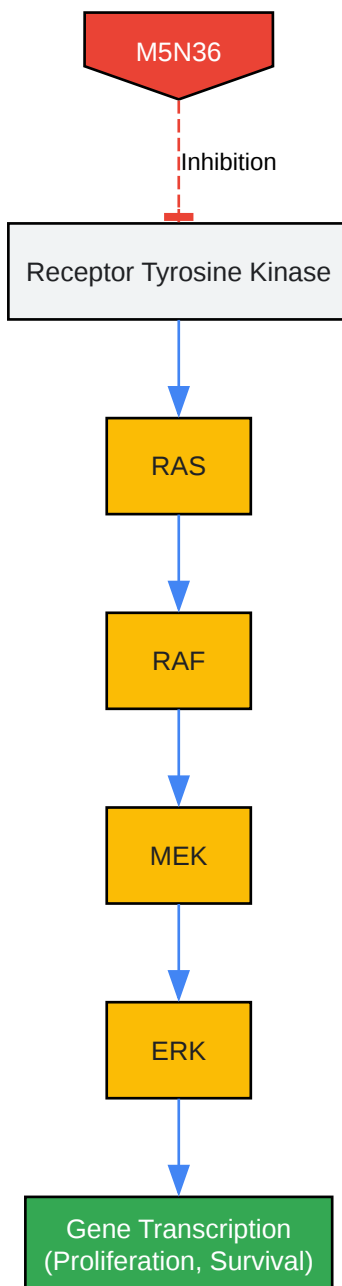 M5N36
Inhibition
Receptor Tyrosine Kinase
RAS
RAF
MEK
ERK
Gene Transcription
(Proliferation, Survival)